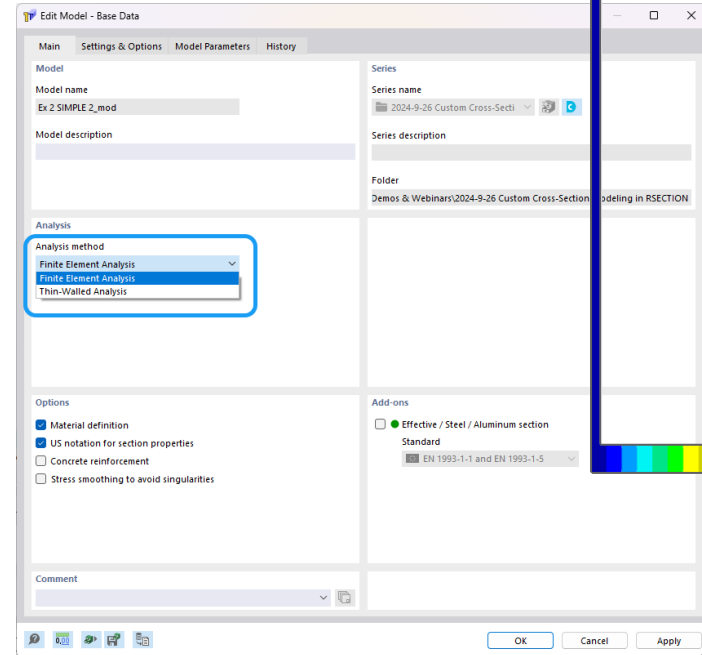 Edit Model - Base Data
Main Settings & Options Model Parameters History
Model
Model name
Ex 2 SIMPLE 2_mod
Model description
Series
Series name
2024-9-26 Custom Cross-Secti
Series description
Folder
Demos & Webinars\2024-9-26 Custom Cross-Section odeling in RSECTION
Analysis
Analysis method
Finite Element Analysis
Finite Element Analysis
Thin-Walled Analysis
Options
Material definition
US notation for section properties
Concrete reinforcement
Stress smoothing to avoid singularities
Add-ons
Effective / Steel / Aluminum section
Standard
EN 1993-1-1 and EN 1993-1-5
Comment
0,00
OK Cancel Apply